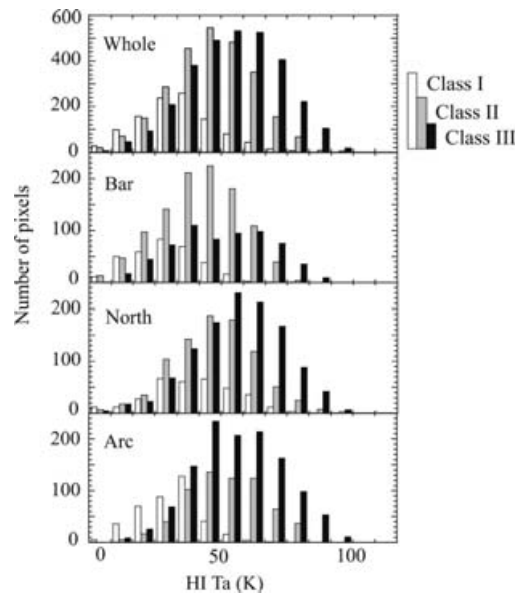 600
Whole
400
200
0
Class I
Class II
Class III
Number of pixels
Bar
200
100
0
North
200
100
0
Arc
200
100
0
0 50 100
HI Ta (K)